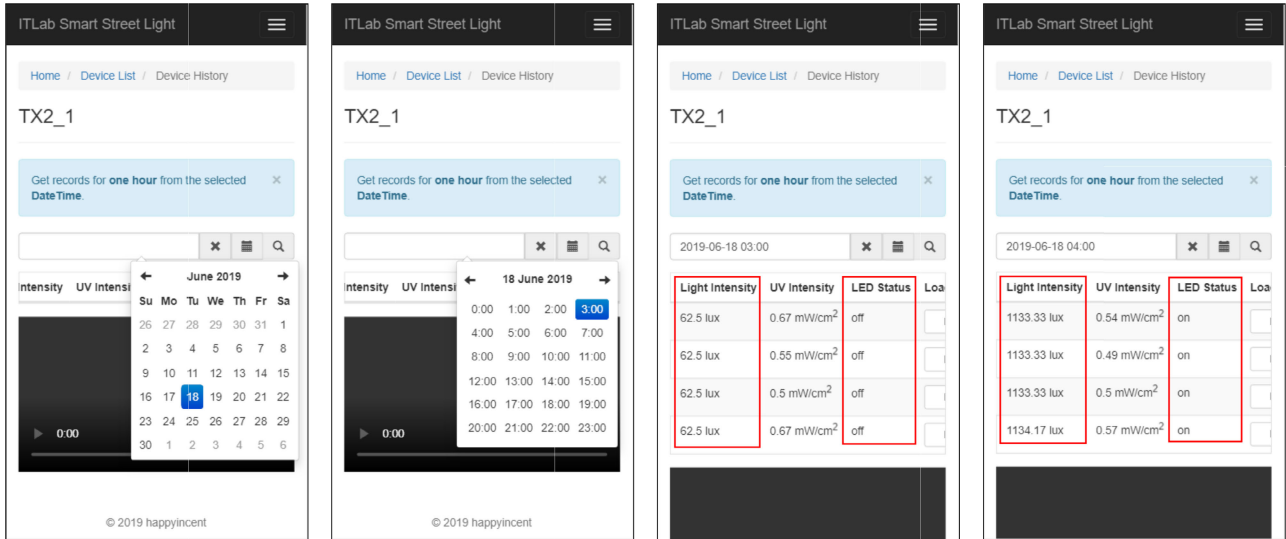 ITLab Smart Street Light
Home / Device List / Device History
TX2_1
Get records for one hour from the selected
DateTime.
×
ntensity UV Intensi
June 2019
Su Mo Tu We Th Fr Sa
26 27 28 29 30 31 1
2 3 4 5 6 7 8
9 10 11 12 13 14 15
16 17 18 19 20 21 22
23 24 25 26 27 28 29
30 1 2 3 4 5 6
0:00
© 2019 happyincent
ITLab Smart Street Light
Home / Device List / Device History
TX2_1
Get records for one hour from the selected
DateTime.
×
ntensity UV Intensi
18 June 2019
0:00 1:00 2:00 3:00
4:00 5:00 6:00 7:00
8:00 9:00 10:00 11:00
12:00 13:00 14:00 15:00
16:00 17:00 18:00 19:00
20:00 21:00 22:00 23:00
0:00
© 2019 happyincent
ITLab Smart Street Light
Home / Device List / Device History
TX2_1
Get records for one hour from the selected
DateTime.
×
2019-06-18 03:00
Light Intensity UV Intensity LED Status Loa
62.5 lux 0.67 mW/cm² off
62.5 lux 0.55 mW/cm² off
62.5 lux 0.5 mW/cm² off
62.5 lux 0.67 mW/cm² off
ITLab Smart Street Light
Home / Device List / Device History
TX2_1
Get records for one hour from the selected
DateTime.
×
2019-06-18 04:00
Light Intensity UV Intensity LED Status Loa
1133.33 lux 0.54 mW/cm² on
1133.33 lux 0.49 mW/cm² on
1133.33 lux 0.5 mW/cm² on
1134.17 lux 0.57 mW/cm² on